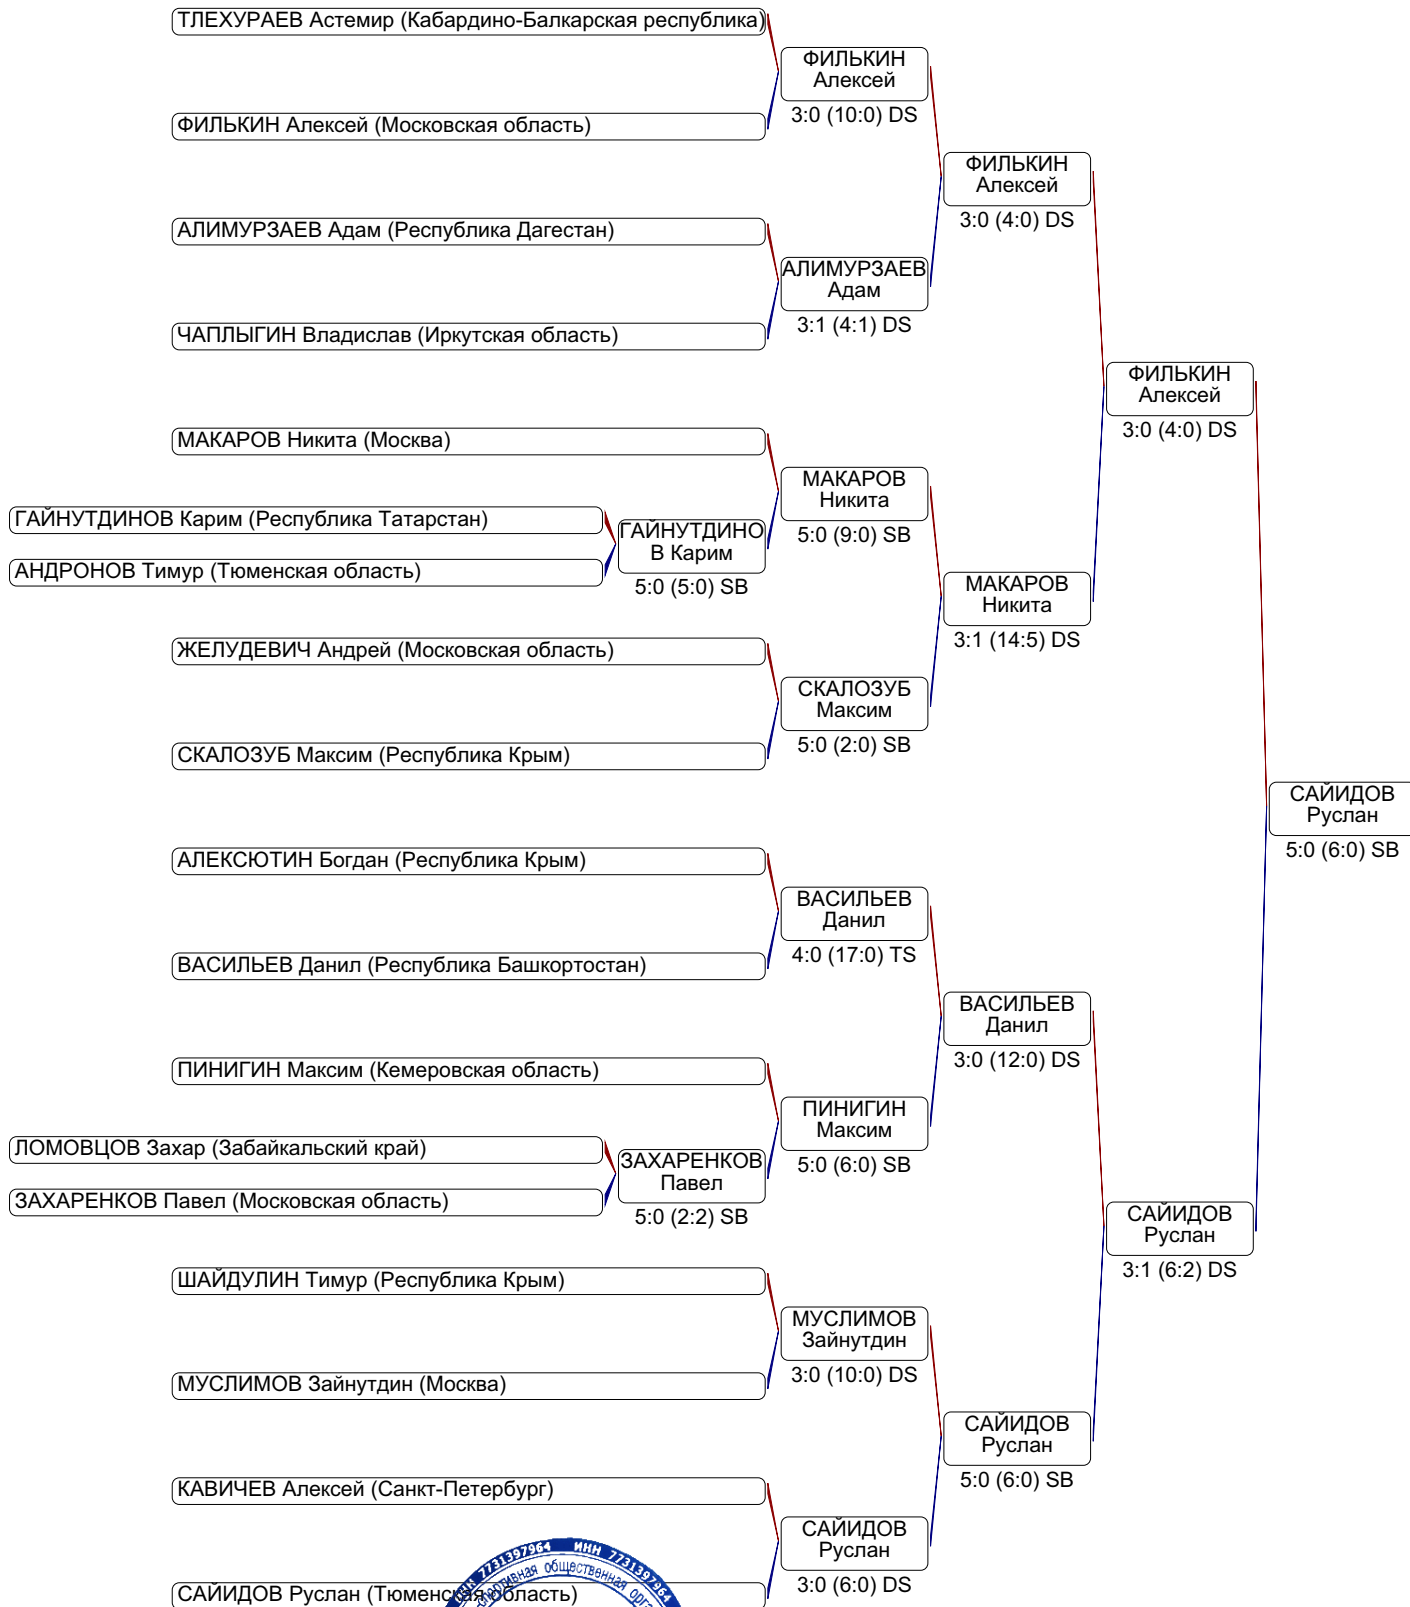 ТЛЕХУРАЕВ Астемир (Кабардино-Балкарская республика)
ФИЛЬКИН
Алексей
3:0 (10:0) DS
ФИЛЬКИН Алексей (Московская область)
ФИЛЬКИН
Алексей
3:0 (4:0) DS
АЛИМУРЗАЕВ Адам (Республика Дагестан)
АЛИМУРЗАЕВ
Адам
3:1 (4:1) DS
ЧАПЛЫГИН Владислав (Иркутская область)
ФИЛЬКИН
Алексей
3:0 (4:0) DS
МАКАРОВ Никита (Москва)
МАКАРОВ
Никита
5:0 (9:0) SB
ГАЙНУТДИНОВ Карим (Республика Татарстан)
ГАЙНУТДИНО
В Карим
5:0 (5:0) SB
АНДРОНОВ Тимур (Тюменская область)
МАКАРОВ
Никита
3:1 (14:5) DS
ЖЕЛУДЕВИЧ Андрей (Московская область)
СКАЛОЗУБ
Максим
5:0 (2:0) SB
СКАЛОЗУБ Максим (Республика Крым)
САЙИДОВ
Руслан
5:0 (6:0) SB
АЛЕКСЮТИН Богдан (Республика Крым)
ВАСИЛЬЕВ
Данил
4:0 (17:0) TS
ВАСИЛЬЕВ Данил (Республика Башкортостан)
ВАСИЛЬЕВ
Данил
3:0 (12:0) DS
ПИНИГИН Максим (Кемеровская область)
ПИНИГИН
Максим
5:0 (6:0) SB
ЛОМОВЦОВ Захар (Забайкальский край)
ЗАХАРЕНКОВ
Павел
5:0 (2:2) SB
ЗАХАРЕНКОВ Павел (Московская область)
САЙИДОВ
Руслан
3:1 (6:2) DS
ШАЙДУЛИН Тимур (Республика Крым)
МУСЛИМОВ
Зайнутдин
3:0 (10:0) DS
МУСЛИМОВ Зайнутдин (Москва)
САЙИДОВ
Руслан
5:0 (6:0) SB
КАВИЧЕВ Алексей (Санкт-Петербург)
САЙИДОВ
Руслан
3:0 (6:0) DS
САЙИДОВ Руслан (Тюменская область)
7731397964 ИНН 7731397964
общественная